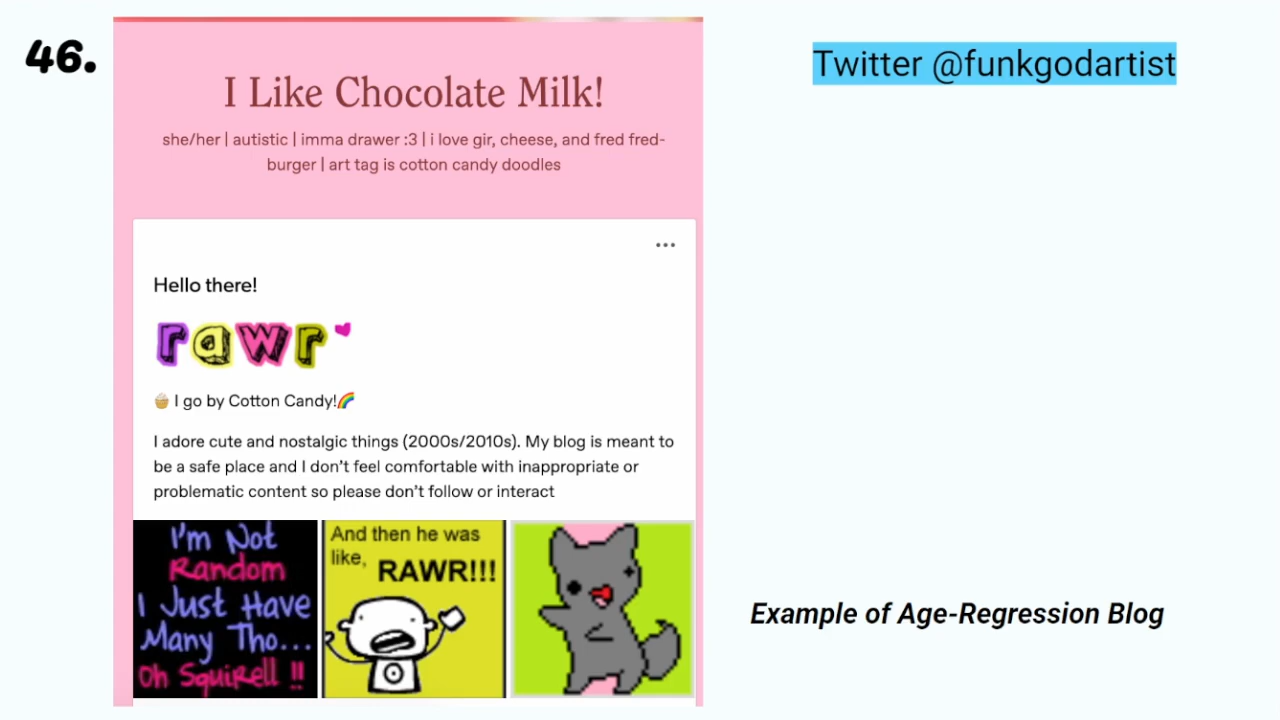 46.
I Like Chocolate Milk!
she/her | autistic | imma drawer :3 | i love gir, cheese, and fred fred-
burger | art tag is cotton candy doodles
Hello there!
rawr
🧁 I go by Cotton Candy!🌈
I adore cute and nostalgic things (2000s/2010s). My blog is meant to
be a safe place and I don’t feel comfortable with inappropriate or
problematic content so please don’t follow or interact
I'm Not
Random
I Just Have
Many Tho...
Oh Squirell !!
And then he was
like,
RAWR!!!
Twitter @funkgodartist
Example of Age-Regression Blog